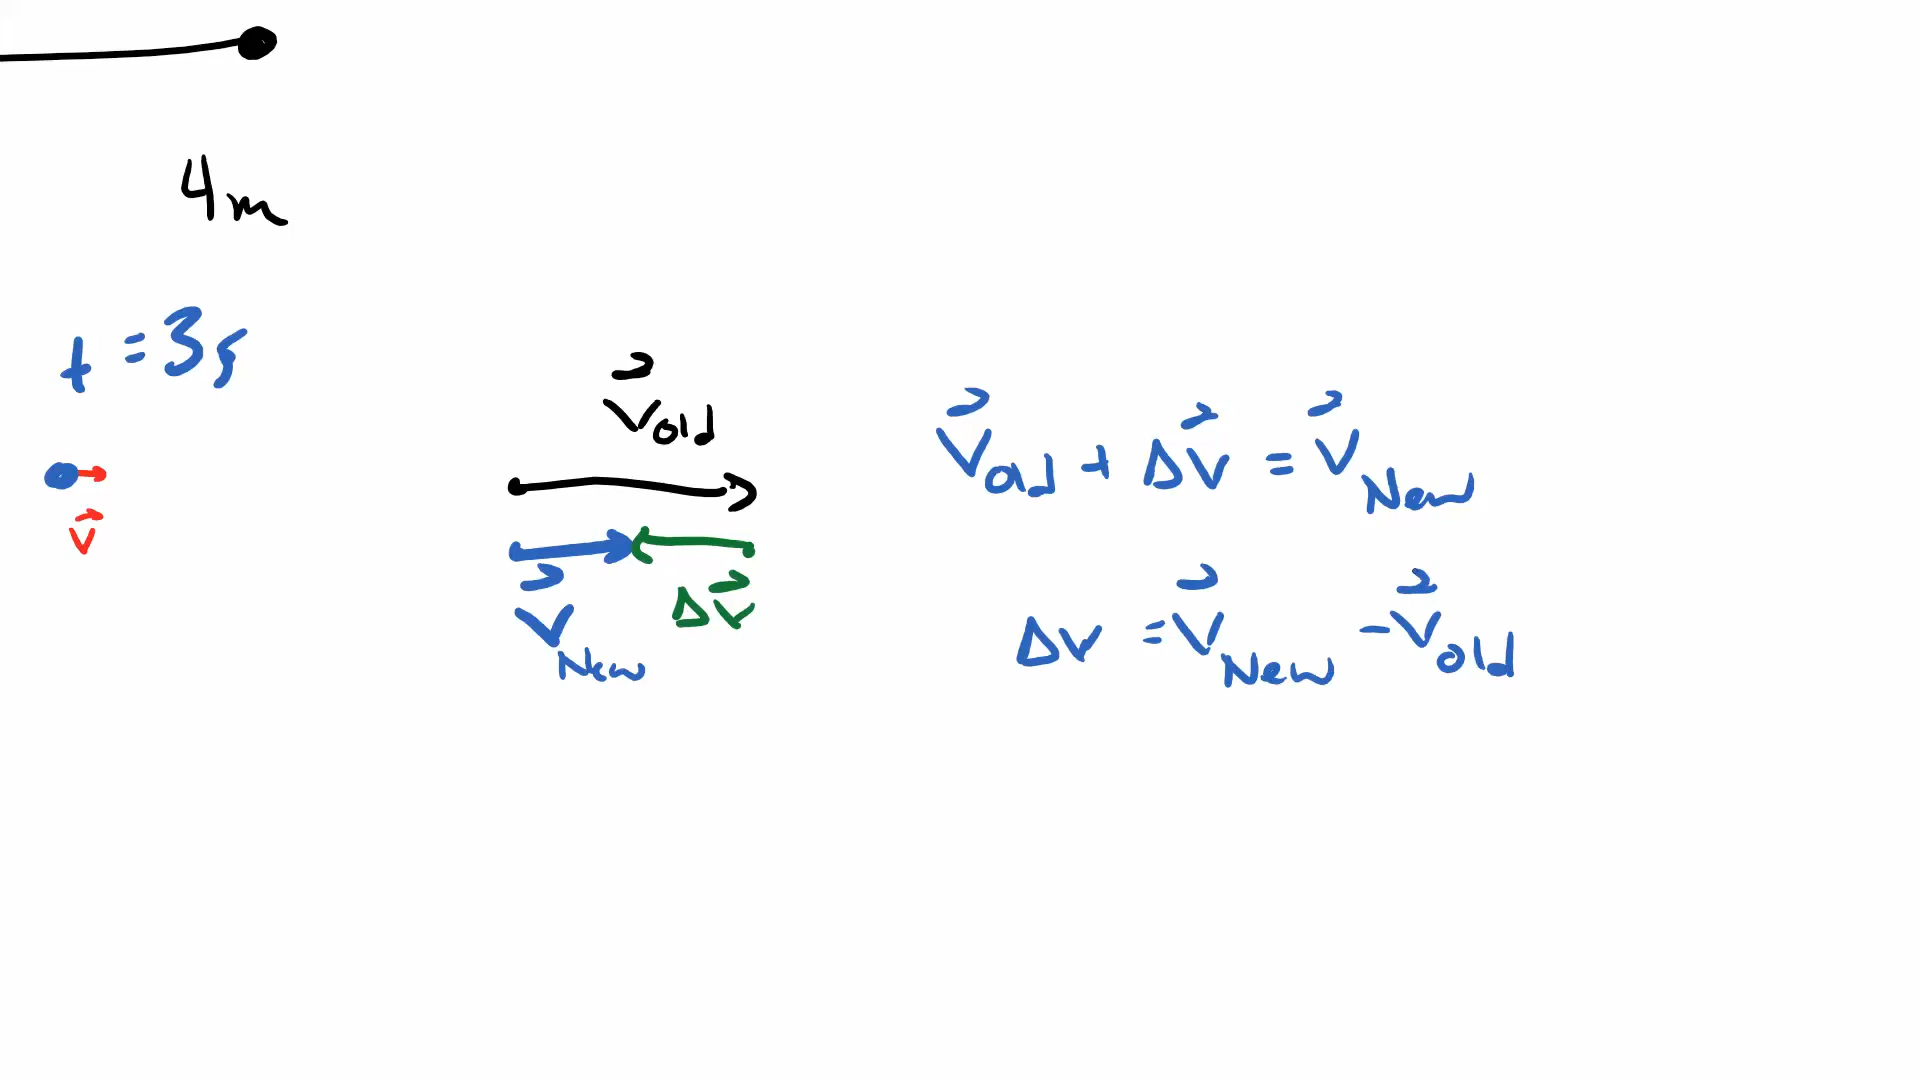 4m
t = 3s
v⃗
v⃗old
v⃗New
Δv⃗
v⃗old + Δv⃗ = v⃗New
Δv = v⃗New - v⃗old